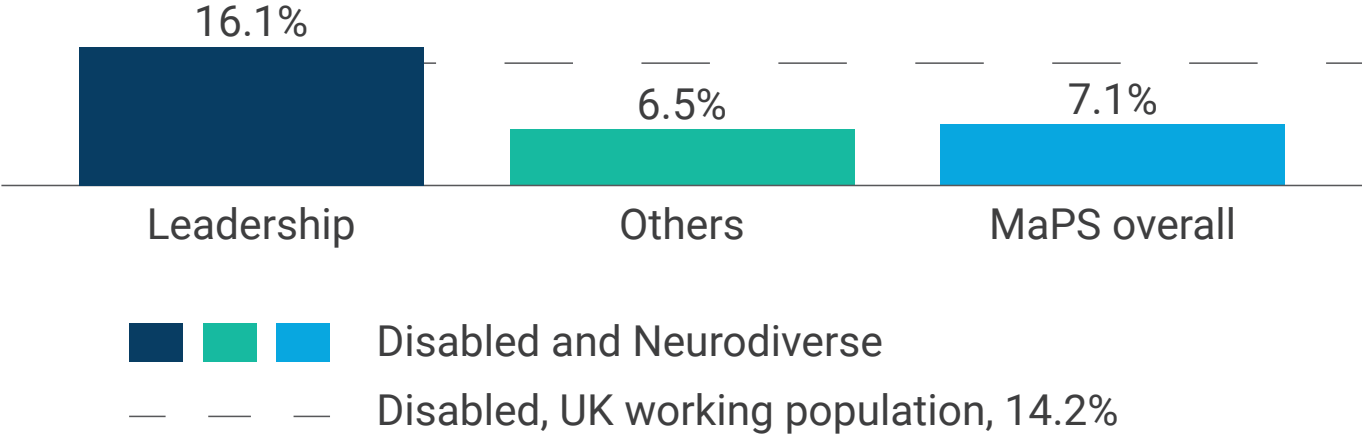 16.1%
6.5%
7.1%
Leadership
Others
MaPS overall
Disabled and Neurodiverse
Disabled, UK working population, 14.2%